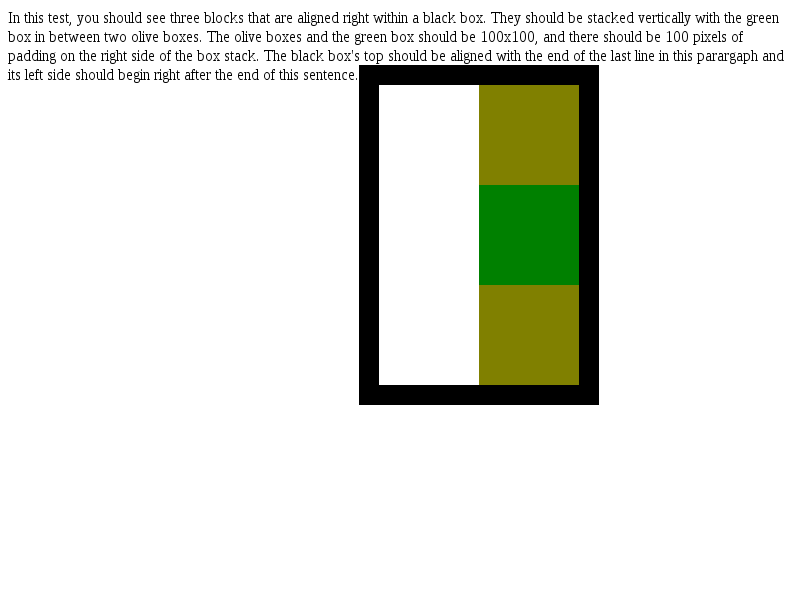 In this test, you should see three blocks that are aligned right within a black box. They should be stacked vertically with the green
box in between two olive boxes. The olive boxes and the green box should be 100x100, and there should be 100 pixels of
padding on the right side of the box stack. The black box's top should be aligned with the end of the last line in this parargaph and
its left side should begin right after the end of this sentence.